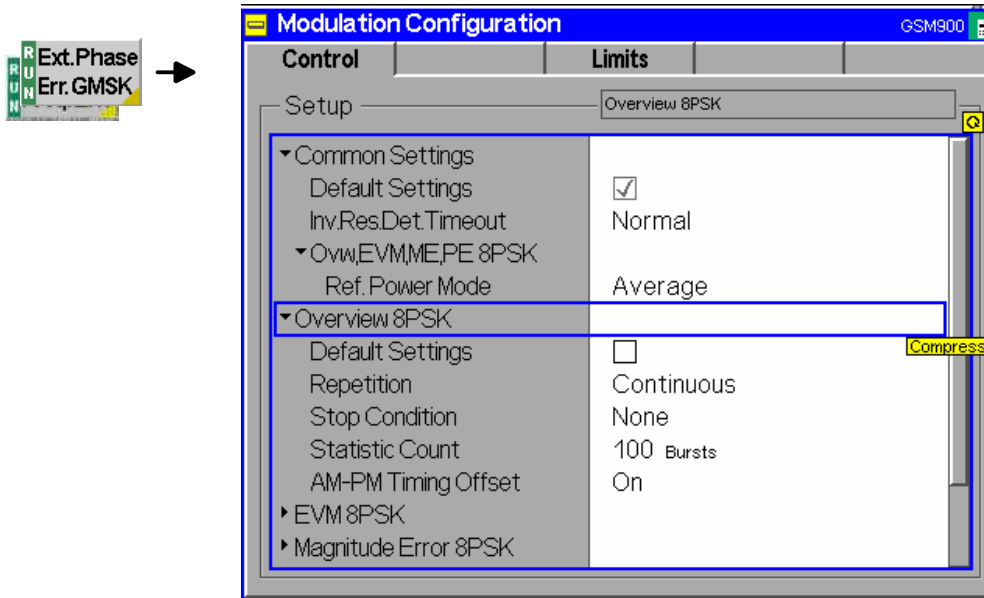 RUN Ext.Phase
RUN Err.GMSK
Modulation Configuration GSM900
Control Limits
Setup Overview 8PSK
Common Settings
Default Settings
Inv.Res.Det.Timeout Normal
Ovw,EVM,ME,PE 8PSK
Ref. Power Mode Average
Overview 8PSK
Compress
Default Settings
Repetition Continuous
Stop Condition None
Statistic Count 100 Bursts
AM-PM Timing Offset On
EVM 8PSK
Magnitude Error 8PSK